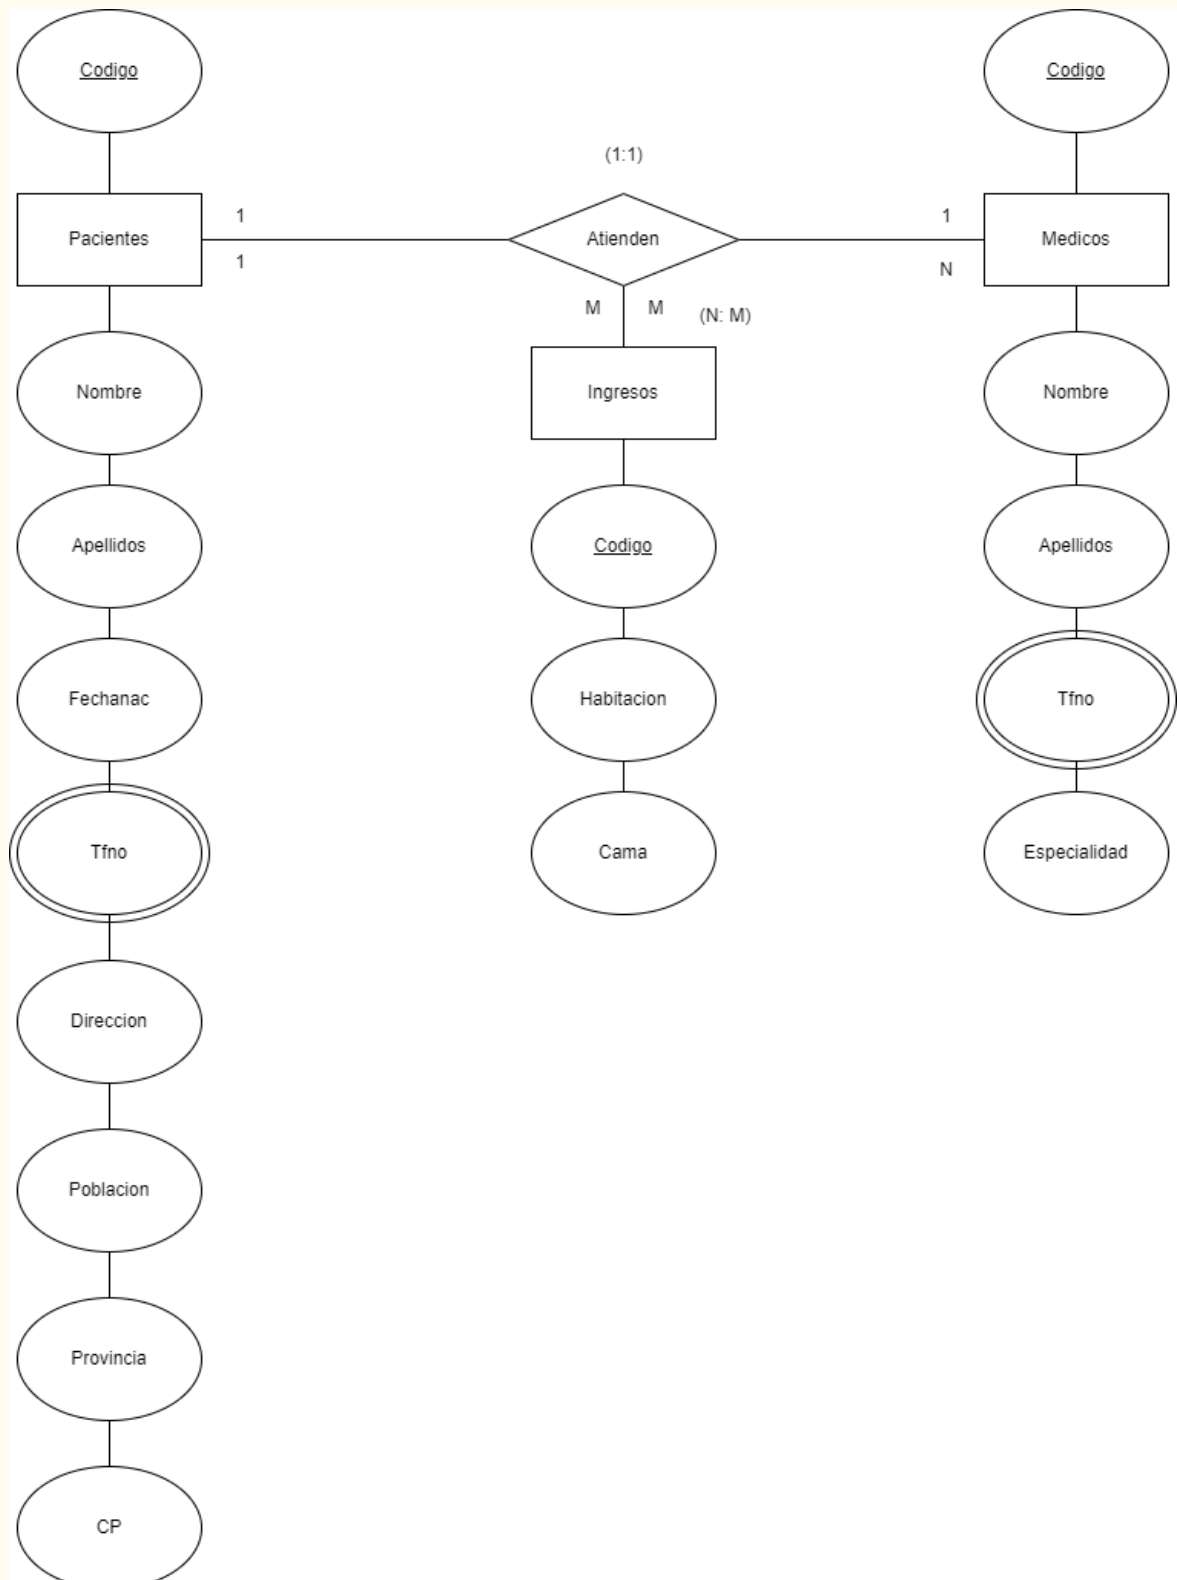 Codigo
Codigo
(1:1)
Pacientes
1
1
Atienden
1
N
Medicos
M
M
(N: M)
Nombre
Ingresos
Nombre
Apellidos
Codigo
Apellidos
Fechanac
Habitacion
Tfno
Tfno
Cama
Especialidad
Direccion
Poblacion
Provincia
CP